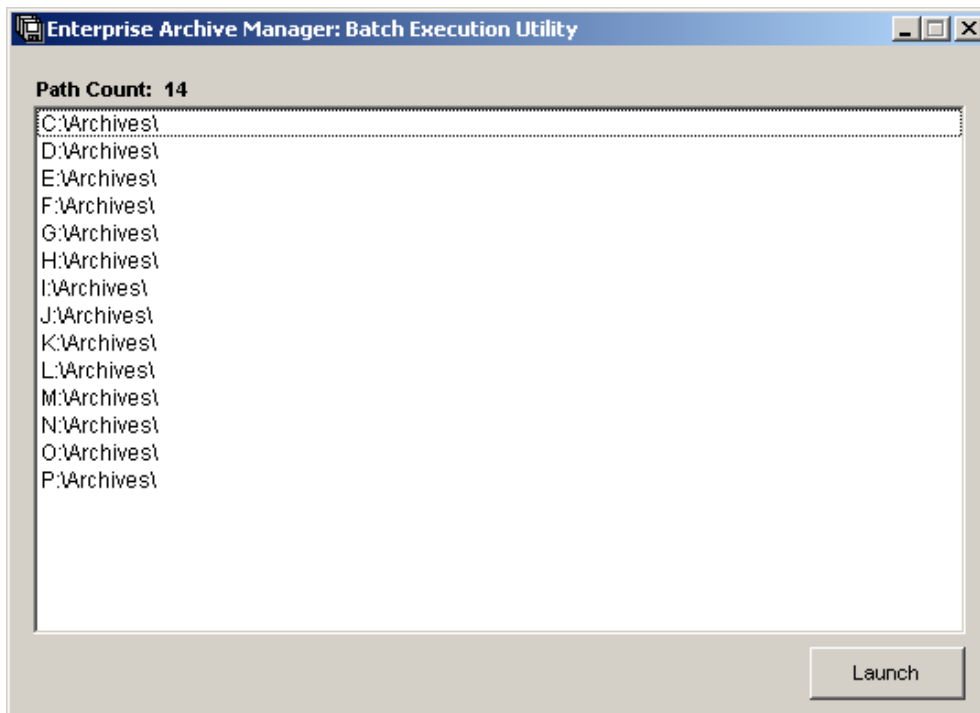 Enterprise Archive Manager: Batch Execution Utility
Path Count: 14
C:\Archives\
D:\Archives\
E:\Archives\
F:\Archives\
G:\Archives\
H:\Archives\
I:\Archives\
J:\Archives\
K:\Archives\
L:\Archives\
M:\Archives\
N:\Archives\
O:\Archives\
P:\Archives\
Launch